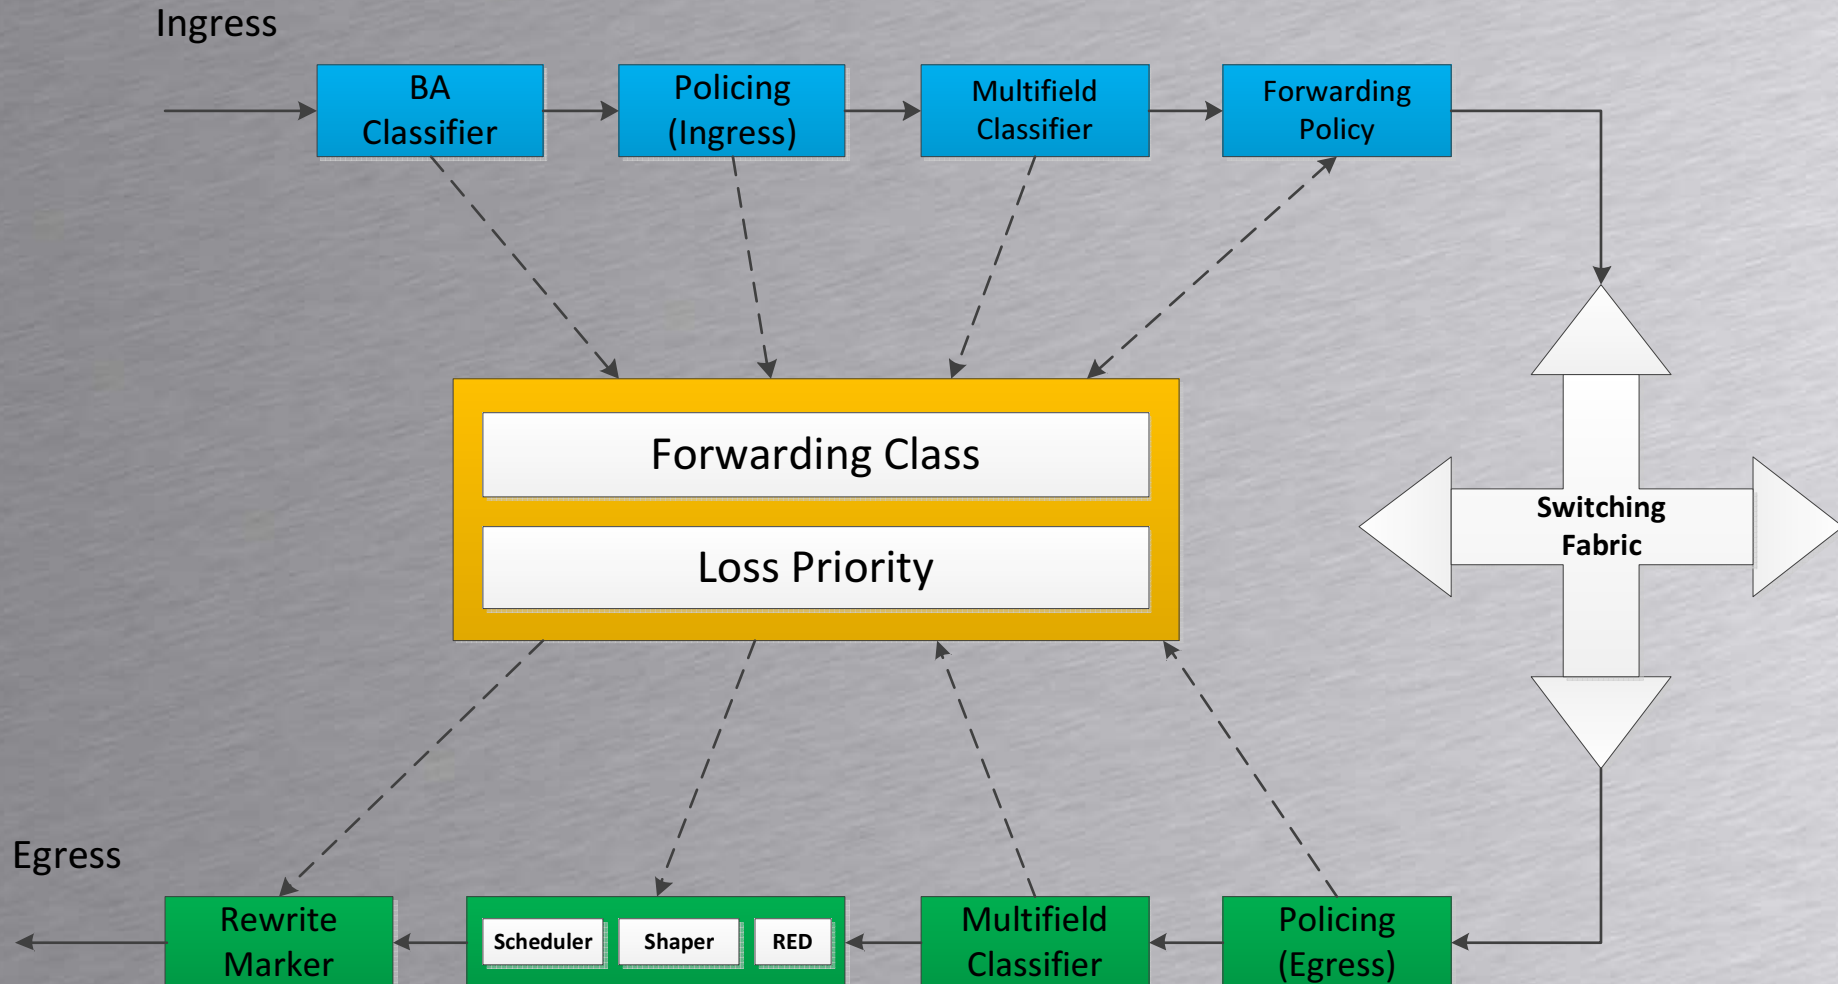 Ingress
BA
Classifier
Policing
(Ingress)
Multifield
Classifier
Forwarding
Policy
Forwarding Class
Loss Priority
Switching
Fabric
Egress
Rewrite
Marker
Scheduler
Shaper
RED
Multifield
Classifier
Policing
(Egress)